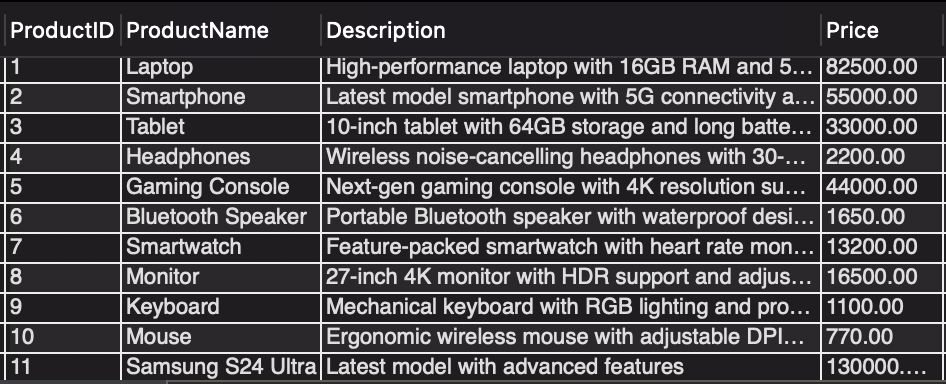 ProductID ProductName Description Price
1 Laptop High-performance laptop with 16GB RAM and 5... 82500.00
2 Smartphone Latest model smartphone with 5G connectivity a... 55000.00
3 Tablet 10-inch tablet with 64GB storage and long batte... 33000.00
4 Headphones Wireless noise-cancelling headphones with 30-... 2200.00
5 Gaming Console Next-gen gaming console with 4K resolution su... 44000.00
6 Bluetooth Speaker Portable Bluetooth speaker with waterproof desi... 1650.00
7 Smartwatch Feature-packed smartwatch with heart rate mon... 13200.00
8 Monitor 27-inch 4K monitor with HDR support and adjus... 16500.00
9 Keyboard Mechanical keyboard with RGB lighting and pro... 1100.00
10 Mouse Ergonomic wireless mouse with adjustable DPI... 770.00
11 Samsung S24 Ultra Latest model with advanced features 130000....